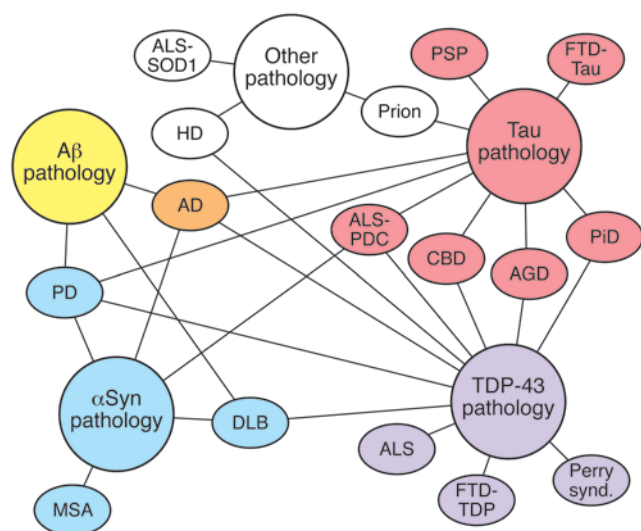 ALS-
SOD1
Other
pathology
PSP
FTD-
Tau
Prion
HD
Tau
pathology
Aβ
pathology
AD
ALS-
PDC
CBD
AGD
PiD
PD
αSyn
pathology
DLB
TDP-43
pathology
ALS
FTD-
TDP
Perry
synd.
MSA